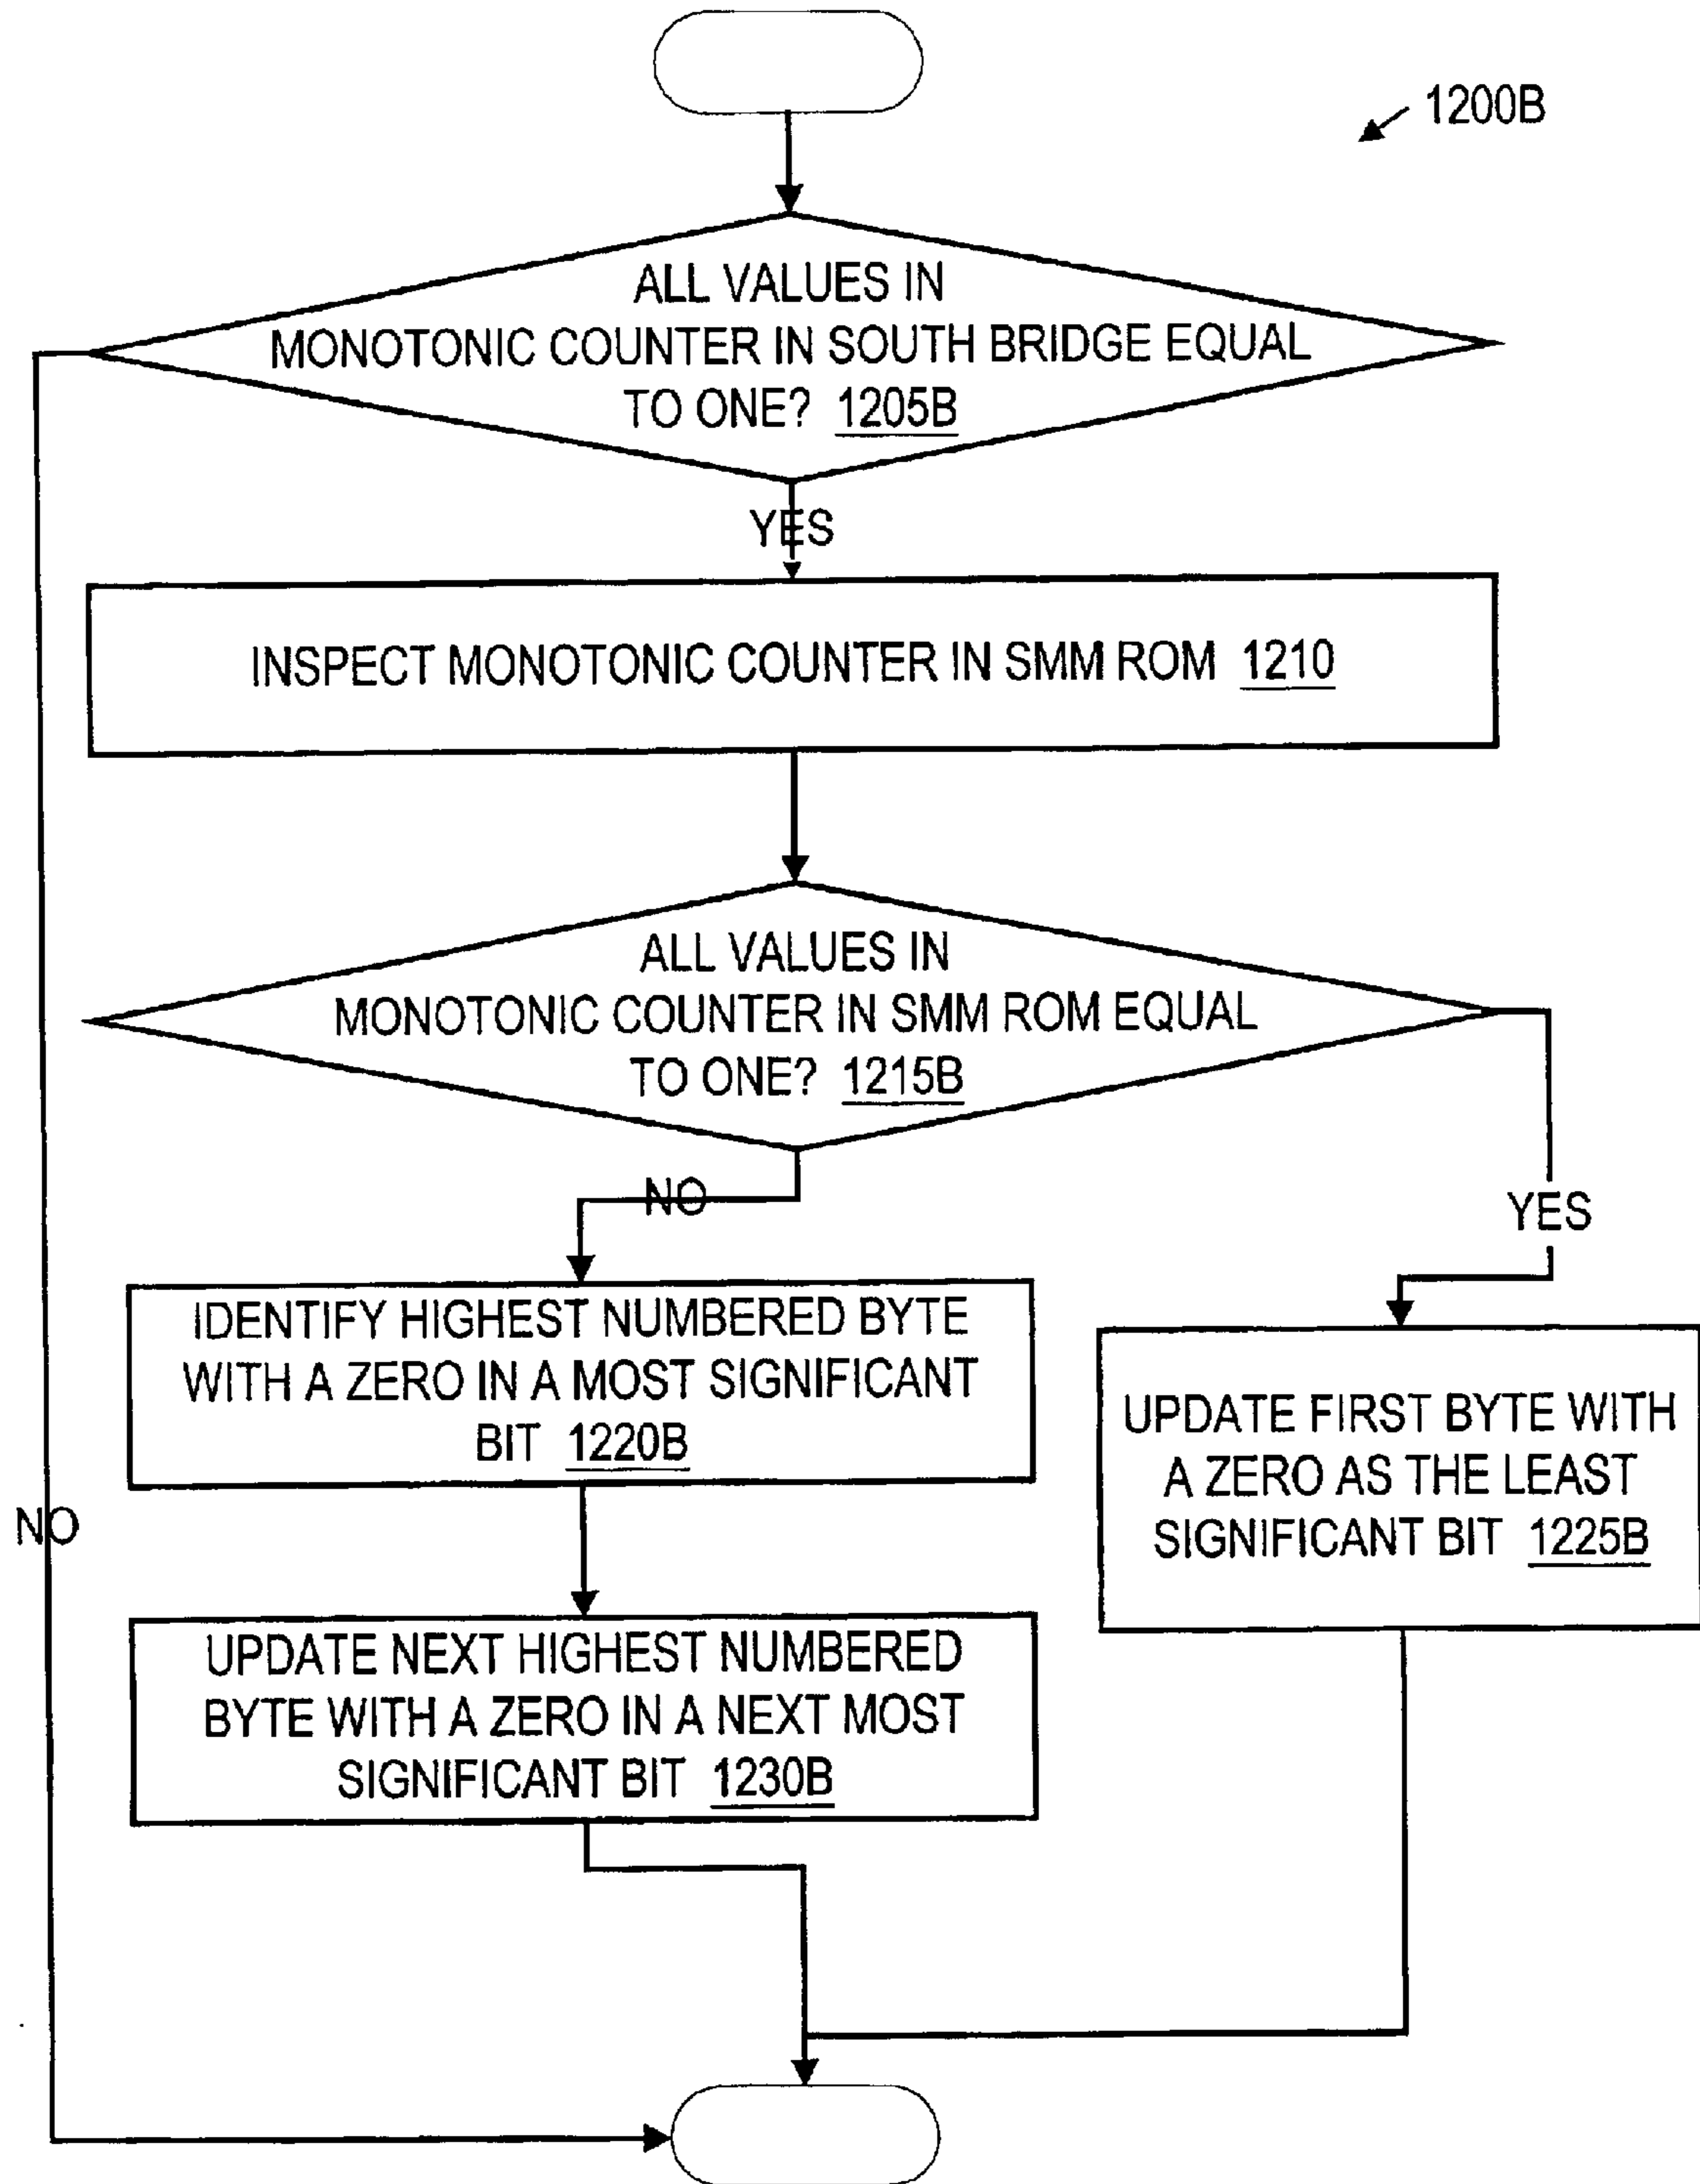 1200B
ALL VALUES IN
MONOTONIC COUNTER IN SOUTH BRIDGE EQUAL
TO ONE? 1205B
YES
INSPECT MONOTONIC COUNTER IN SMM ROM 1210
ALL VALUES IN
MONOTONIC COUNTER IN SMM ROM EQUAL
TO ONE? 1215B
NO
YES
IDENTIFY HIGHEST NUMBERED BYTE
WITH A ZERO IN A MOST SIGNIFICANT
BIT 1220B
UPDATE FIRST BYTE WITH
A ZERO AS THE LEAST
SIGNIFICANT BIT 1225B
NO
UPDATE NEXT HIGHEST NUMBERED
BYTE WITH A ZERO IN A NEXT MOST
SIGNIFICANT BIT 1230B